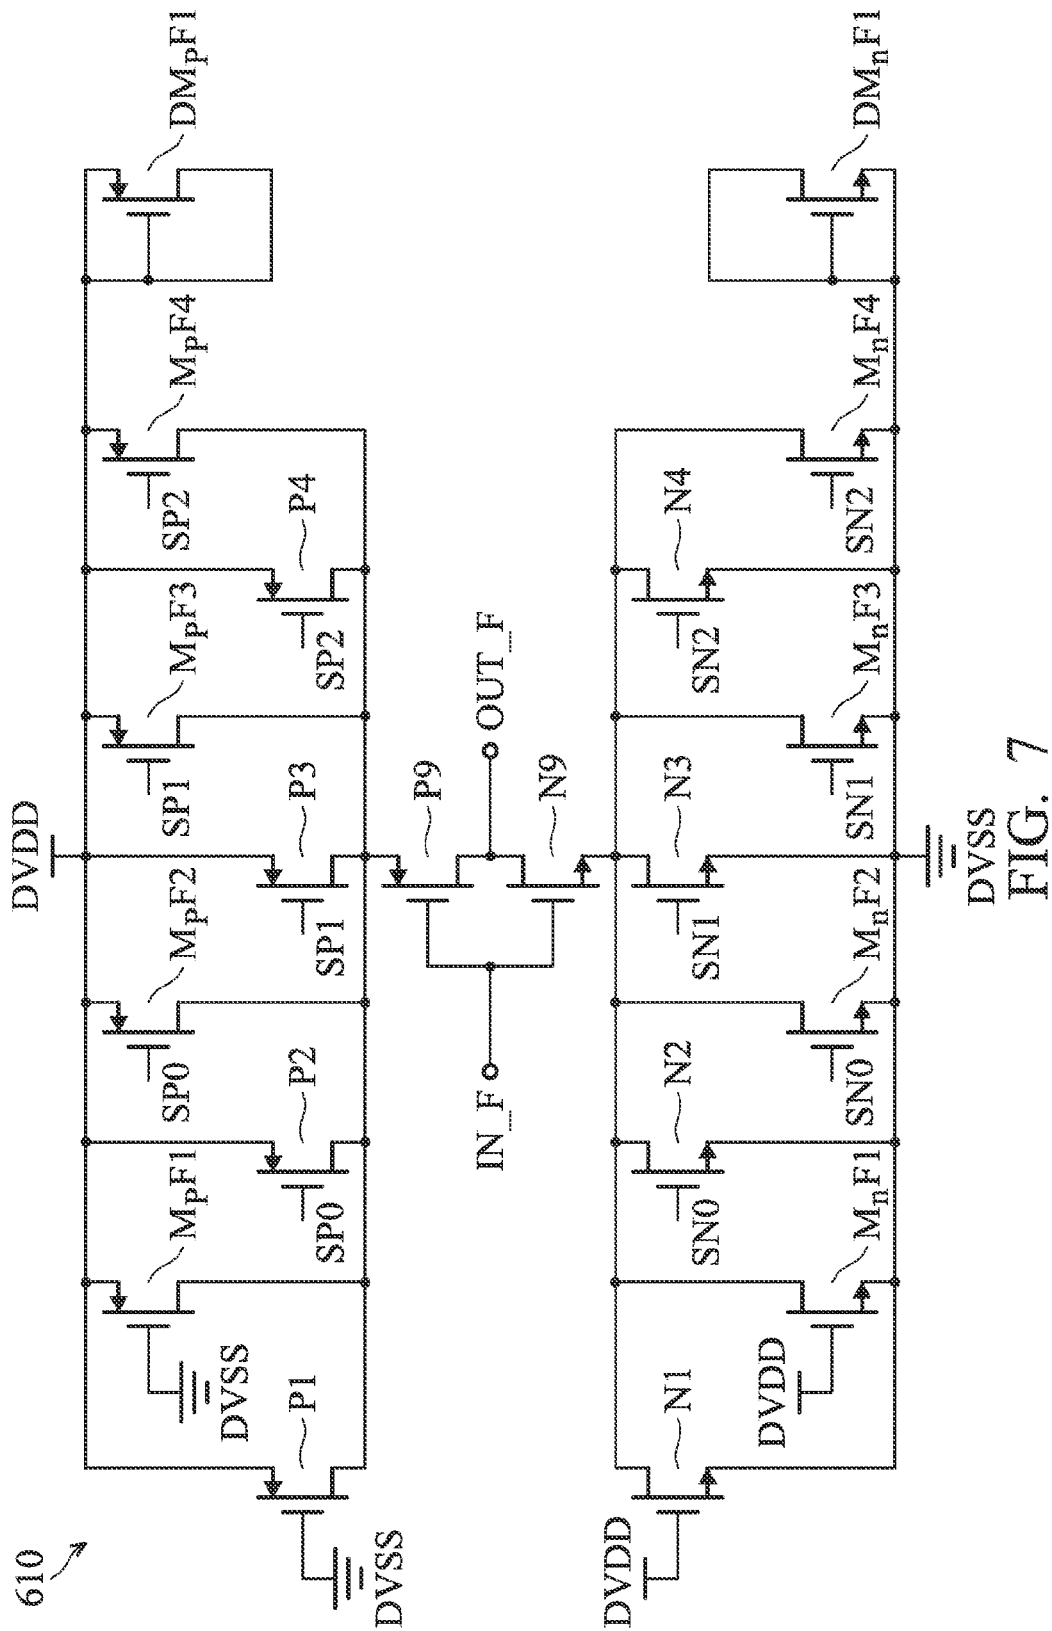 610
DVDD
DVSS
P1
DVSS
MpF1
SP0
P2
SP0
MpF2
SP1
P3
SP1
MpF3
SP2
P4
SP2
MpF4
DMpF1
IN_F
P9
OUT_F
N9
DVDD
N1
DVDD
MnF1
SN0
N2
SN0
MnF2
SN1
N3
SN1
MnF3
SN2
N4
SN2
MnF4
DMnF1
DVSS
FIG. 7